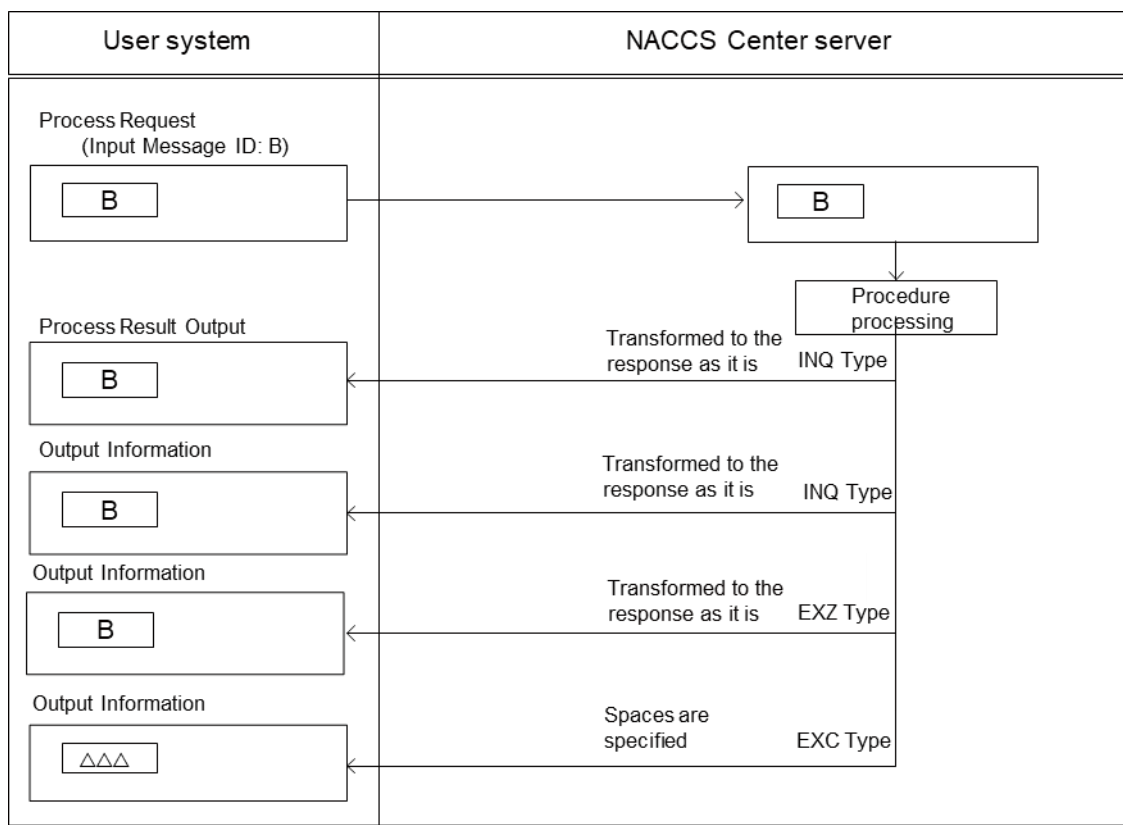 User system
NACCS Center server
Process Request
(Input Message ID: B)
B
B
Procedure
processing
Process Result Output
Transformed to the
response as it is
INQ Type
B
Output Information
Transformed to the
response as it is
INQ Type
B
Output Information
Transformed to the
response as it is
EXZ Type
B
Output Information
Spaces are
specified
EXC Type
△△△